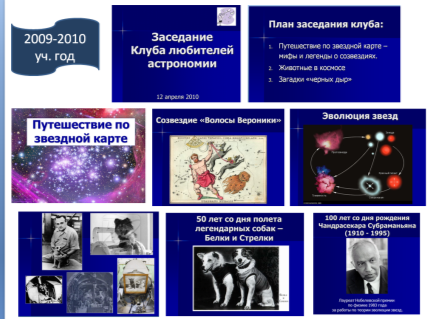 2009-2010
уч. год
Заседание
Клуба любителей
астрономии
12 апреля 2010
План заседания клуба:
1. Путешествие по звездной карте –
мифы и легенды о созвездиях.
2. Животные в космосе
3. Загадки «черных дыр»
Путешествие по
звездной карте
Созвездие «Волосы Вероники»
Эволюция звезд
50 лет со дня полета
легендарных собак –
Белки и Стрелки
100 лет со дня рождения
Чандрасекара Субраманьяна
(1910 - 1995)
Лауреат Нобелевской премии
по физике 1983 года
за работы по теории эволюции звезд.